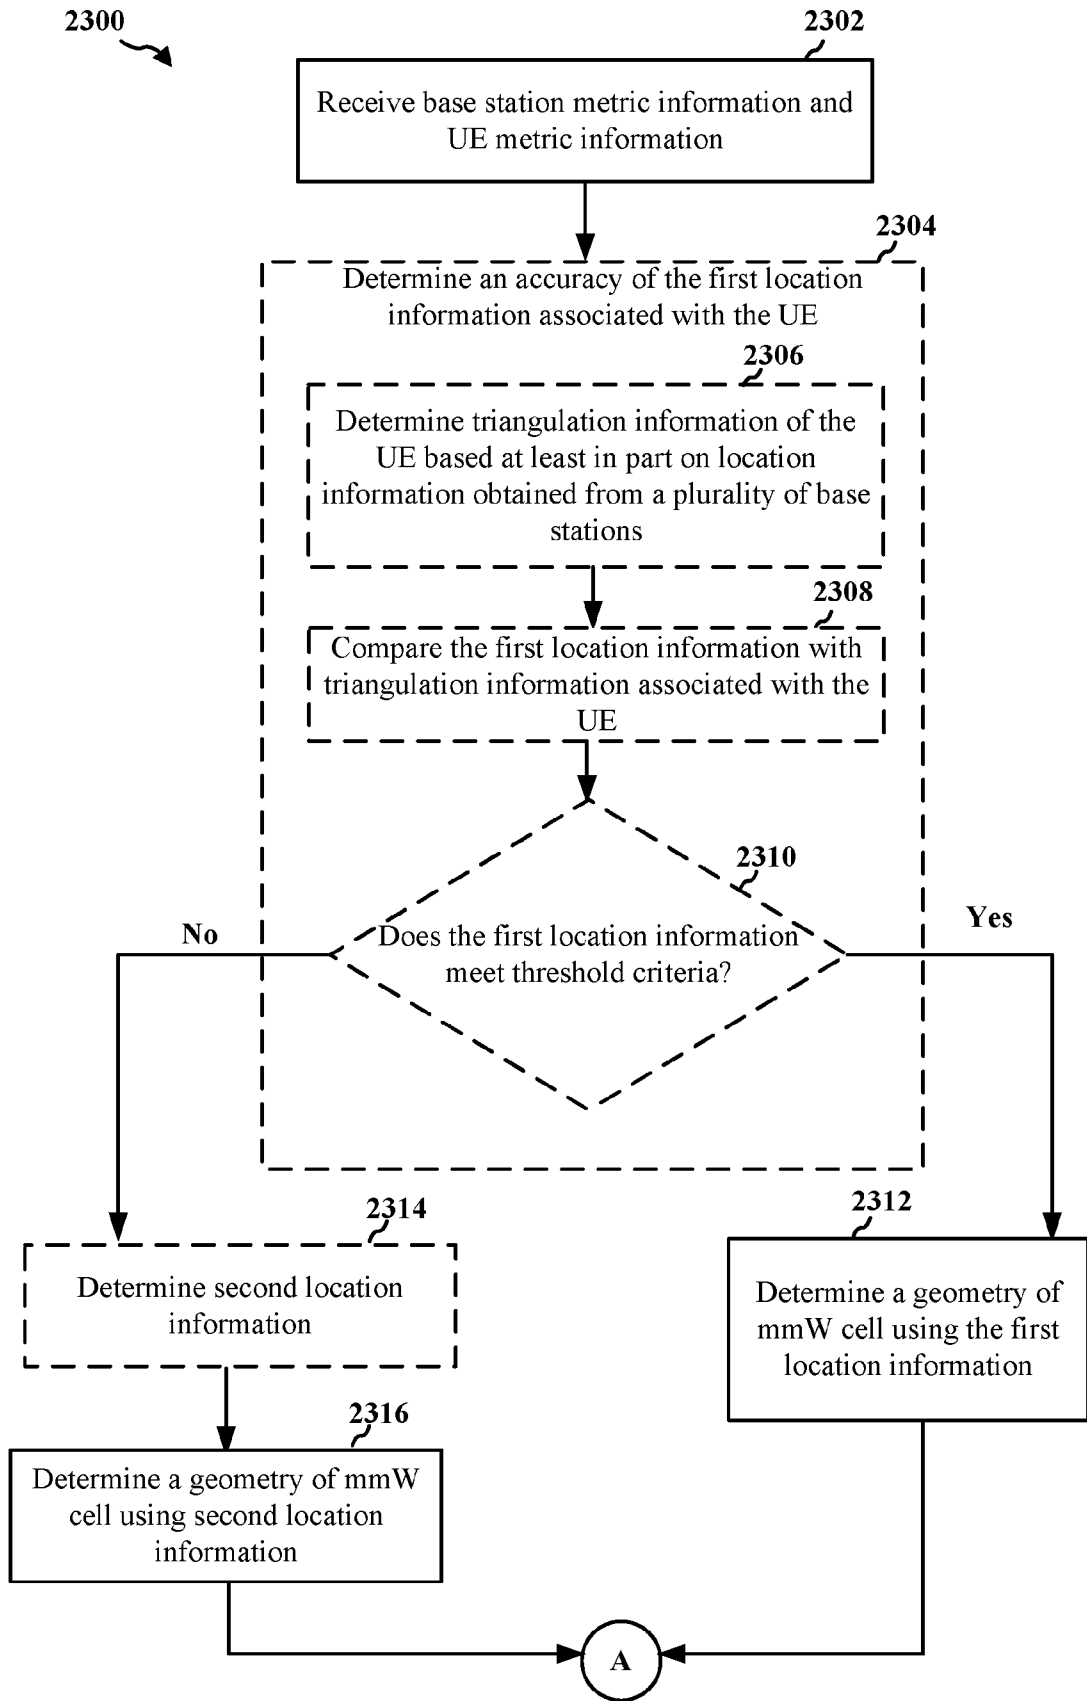 2300
2302
Receive base station metric information and
UE metric information
2304
Determine an accuracy of the first location
information associated with the UE
2306
Determine triangulation information of the
UE based at least in part on location
information obtained from a plurality of base
stations
2308
Compare the first location information with
triangulation information associated with the
UE
2310
No
Yes
Does the first location information
meet threshold criteria?
2314
Determine second location
information
2312
Determine a geometry of
mmW cell using the first
location information
2316
Determine a geometry of mmW
cell using second location
information
A